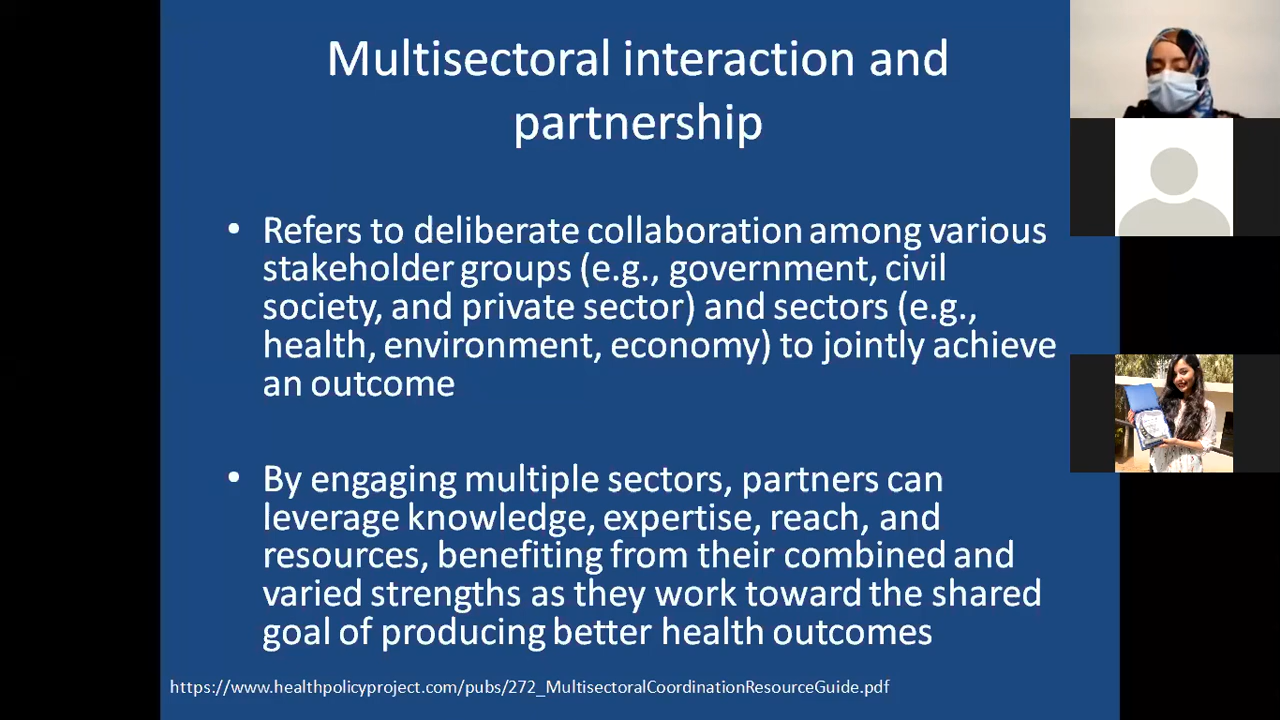 Multisectoral interaction and
partnership
• Refers to deliberate collaboration among various
stakeholder groups (e.g., government, civil
society, and private sector) and sectors (e.g.,
health, environment, economy) to jointly achieve
an outcome
• By engaging multiple sectors, partners can
leverage knowledge, expertise, reach, and
resources, benefiting from their combined and
varied strengths as they work toward the shared
goal of producing better health outcomes
https://www.healthpolicyproject.com/pubs/272_MultisectoralCoordinationResourceGuide.pdf